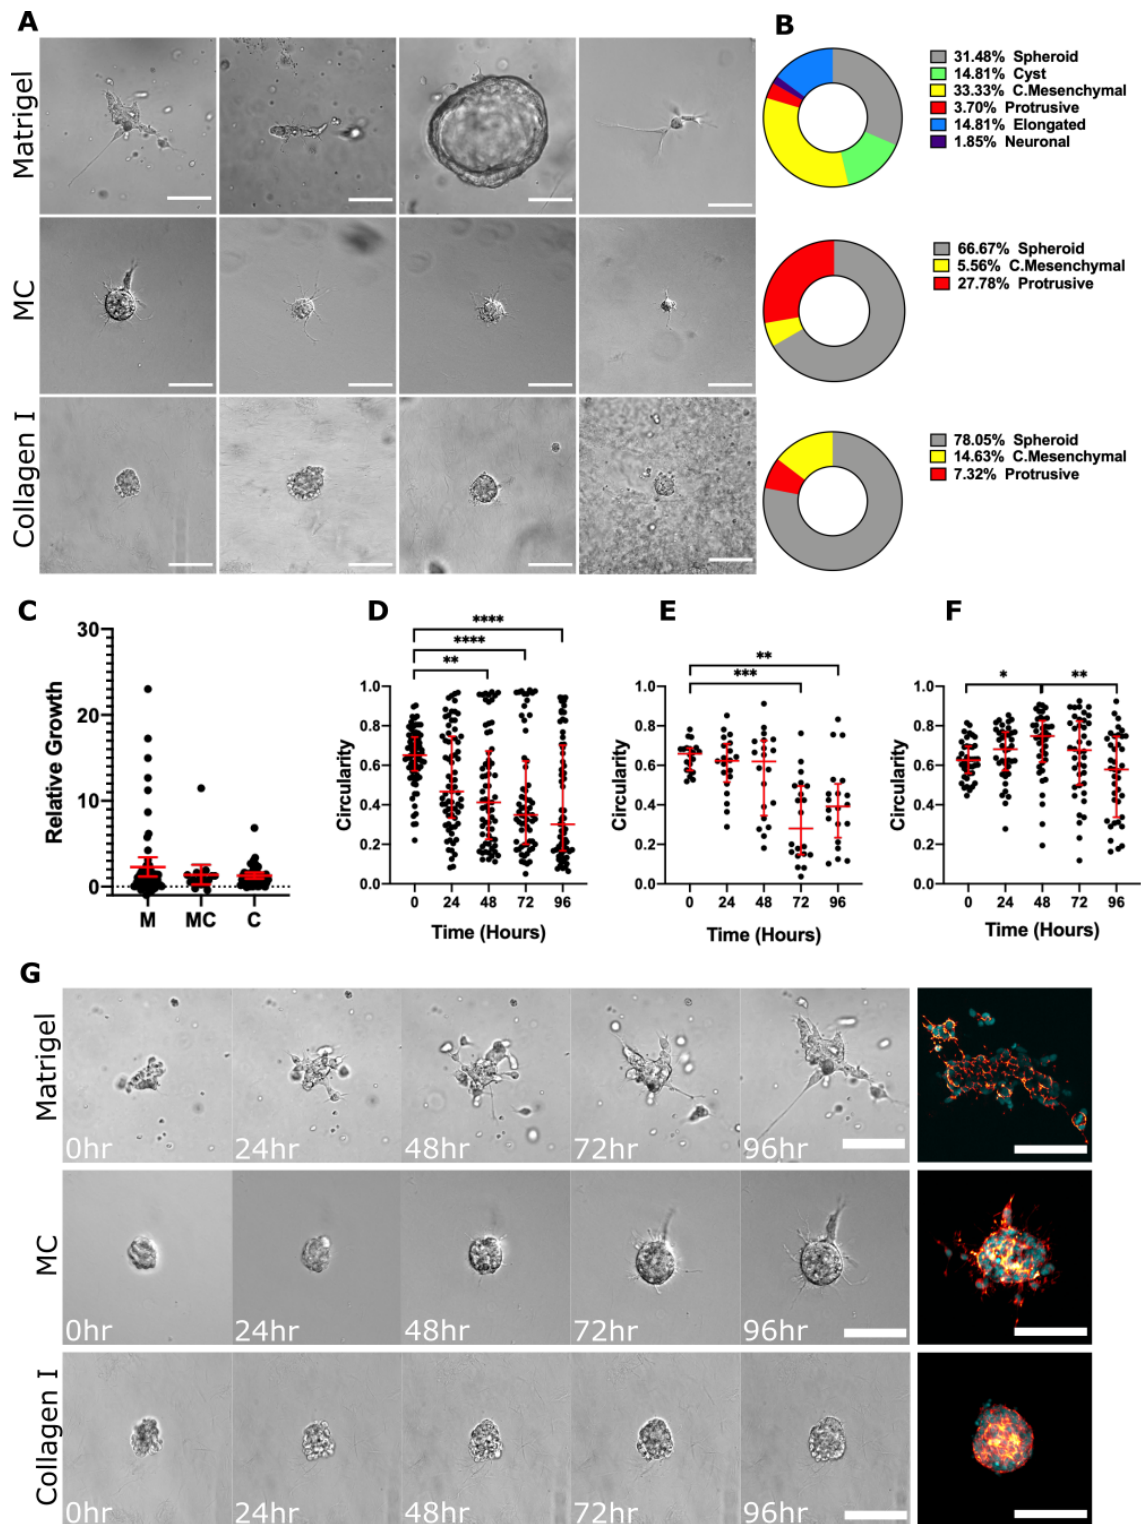 A
B
Matrigel
MC
Collagen I
31.48% Spheroid
14.81% Cyst
33.33% C.Mesenchymal
3.70% Protrusive
14.81% Elongated
1.85% Neuronal
66.67% Spheroid
5.56% C.Mesenchymal
27.78% Protrusive
78.05% Spheroid
14.63% C.Mesenchymal
7.32% Protrusive
C
Relative Growth
30
20
10
0
M MC C
D
****
****
**
Circularity
1.0
0.8
0.6
0.4
0.2
0.0
0 24 48 72 96
Time (Hours)
E
**
***
Circularity
1.0
0.8
0.6
0.4
0.2
0.0
0 24 48 72 96
Time (Hours)
F
* **
Circularity
1.0
0.8
0.6
0.4
0.2
0.0
0 24 48 72 96
Time (Hours)
G
Matrigel
0hr 24hr 48hr 72hr 96hr
MC
0hr 24hr 48hr 72hr 96hr
Collagen I
0hr 24hr 48hr 72hr 96hr